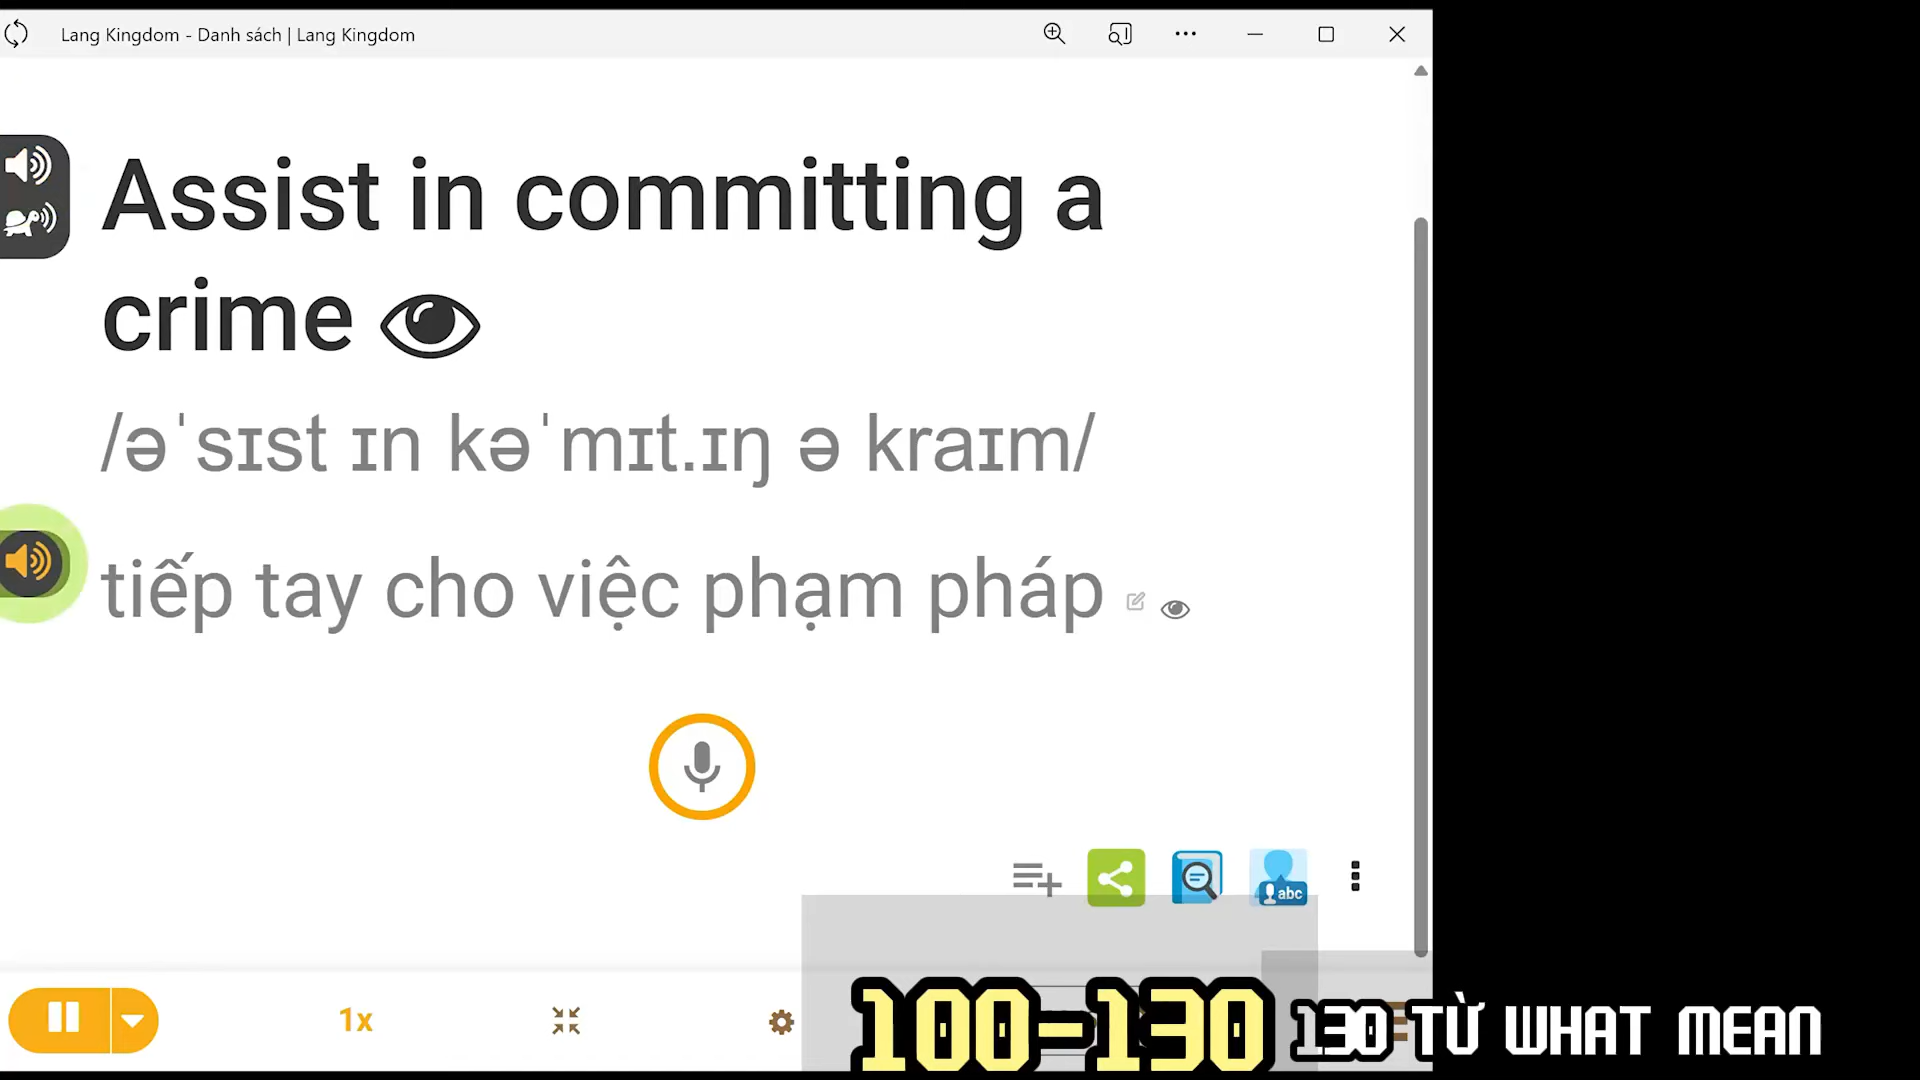 Lang Kingdom - Danh sách | Lang Kingdom
Assist in committing a
crime
/əˈsɪst ɪn kəˈmɪt.ɪŋ ə kraɪm/
tiếp tay cho việc phạm pháp
abc
1x
100-130
130 TỪ WHAT MEAN